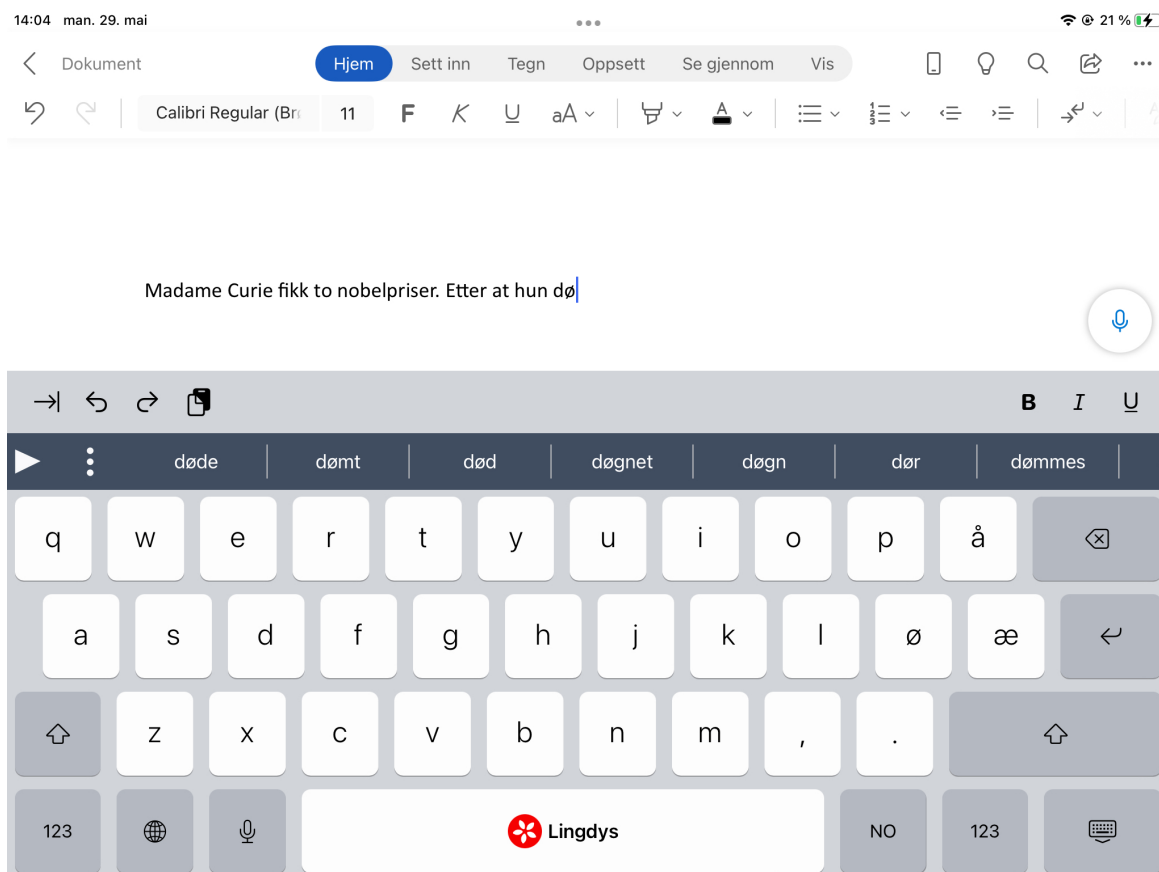 14:04 man. 29. mai 21 %
Dokument Hjem Sett inn Tegn Oppsett Se gjennom Vis
Calibri Regular (Br 11 F K U aA A
Madame Curie fikk to nobelpriser. Etter at hun dø
B I U
døde dømt død døgnet døgn dør dømmes
q w e r t y u i o p å
a s d f g h j k l ø æ
z x c v b n m , .
123 Lingdys NO 123